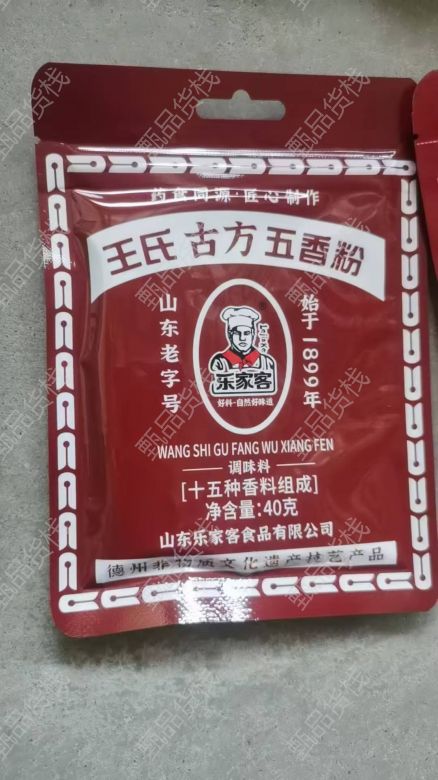 药食同源·匠心制作
王氏古方五香粉
山东老字号
始于1899年
乐家客
好料·自然好味道
WANG SHI GU FANG WU XIANG FEN
调味料
[十五种香料组成]
净含量:40克
山东乐家客食品有限公司
德州非物质文化遗产技艺产品
甄品货栈